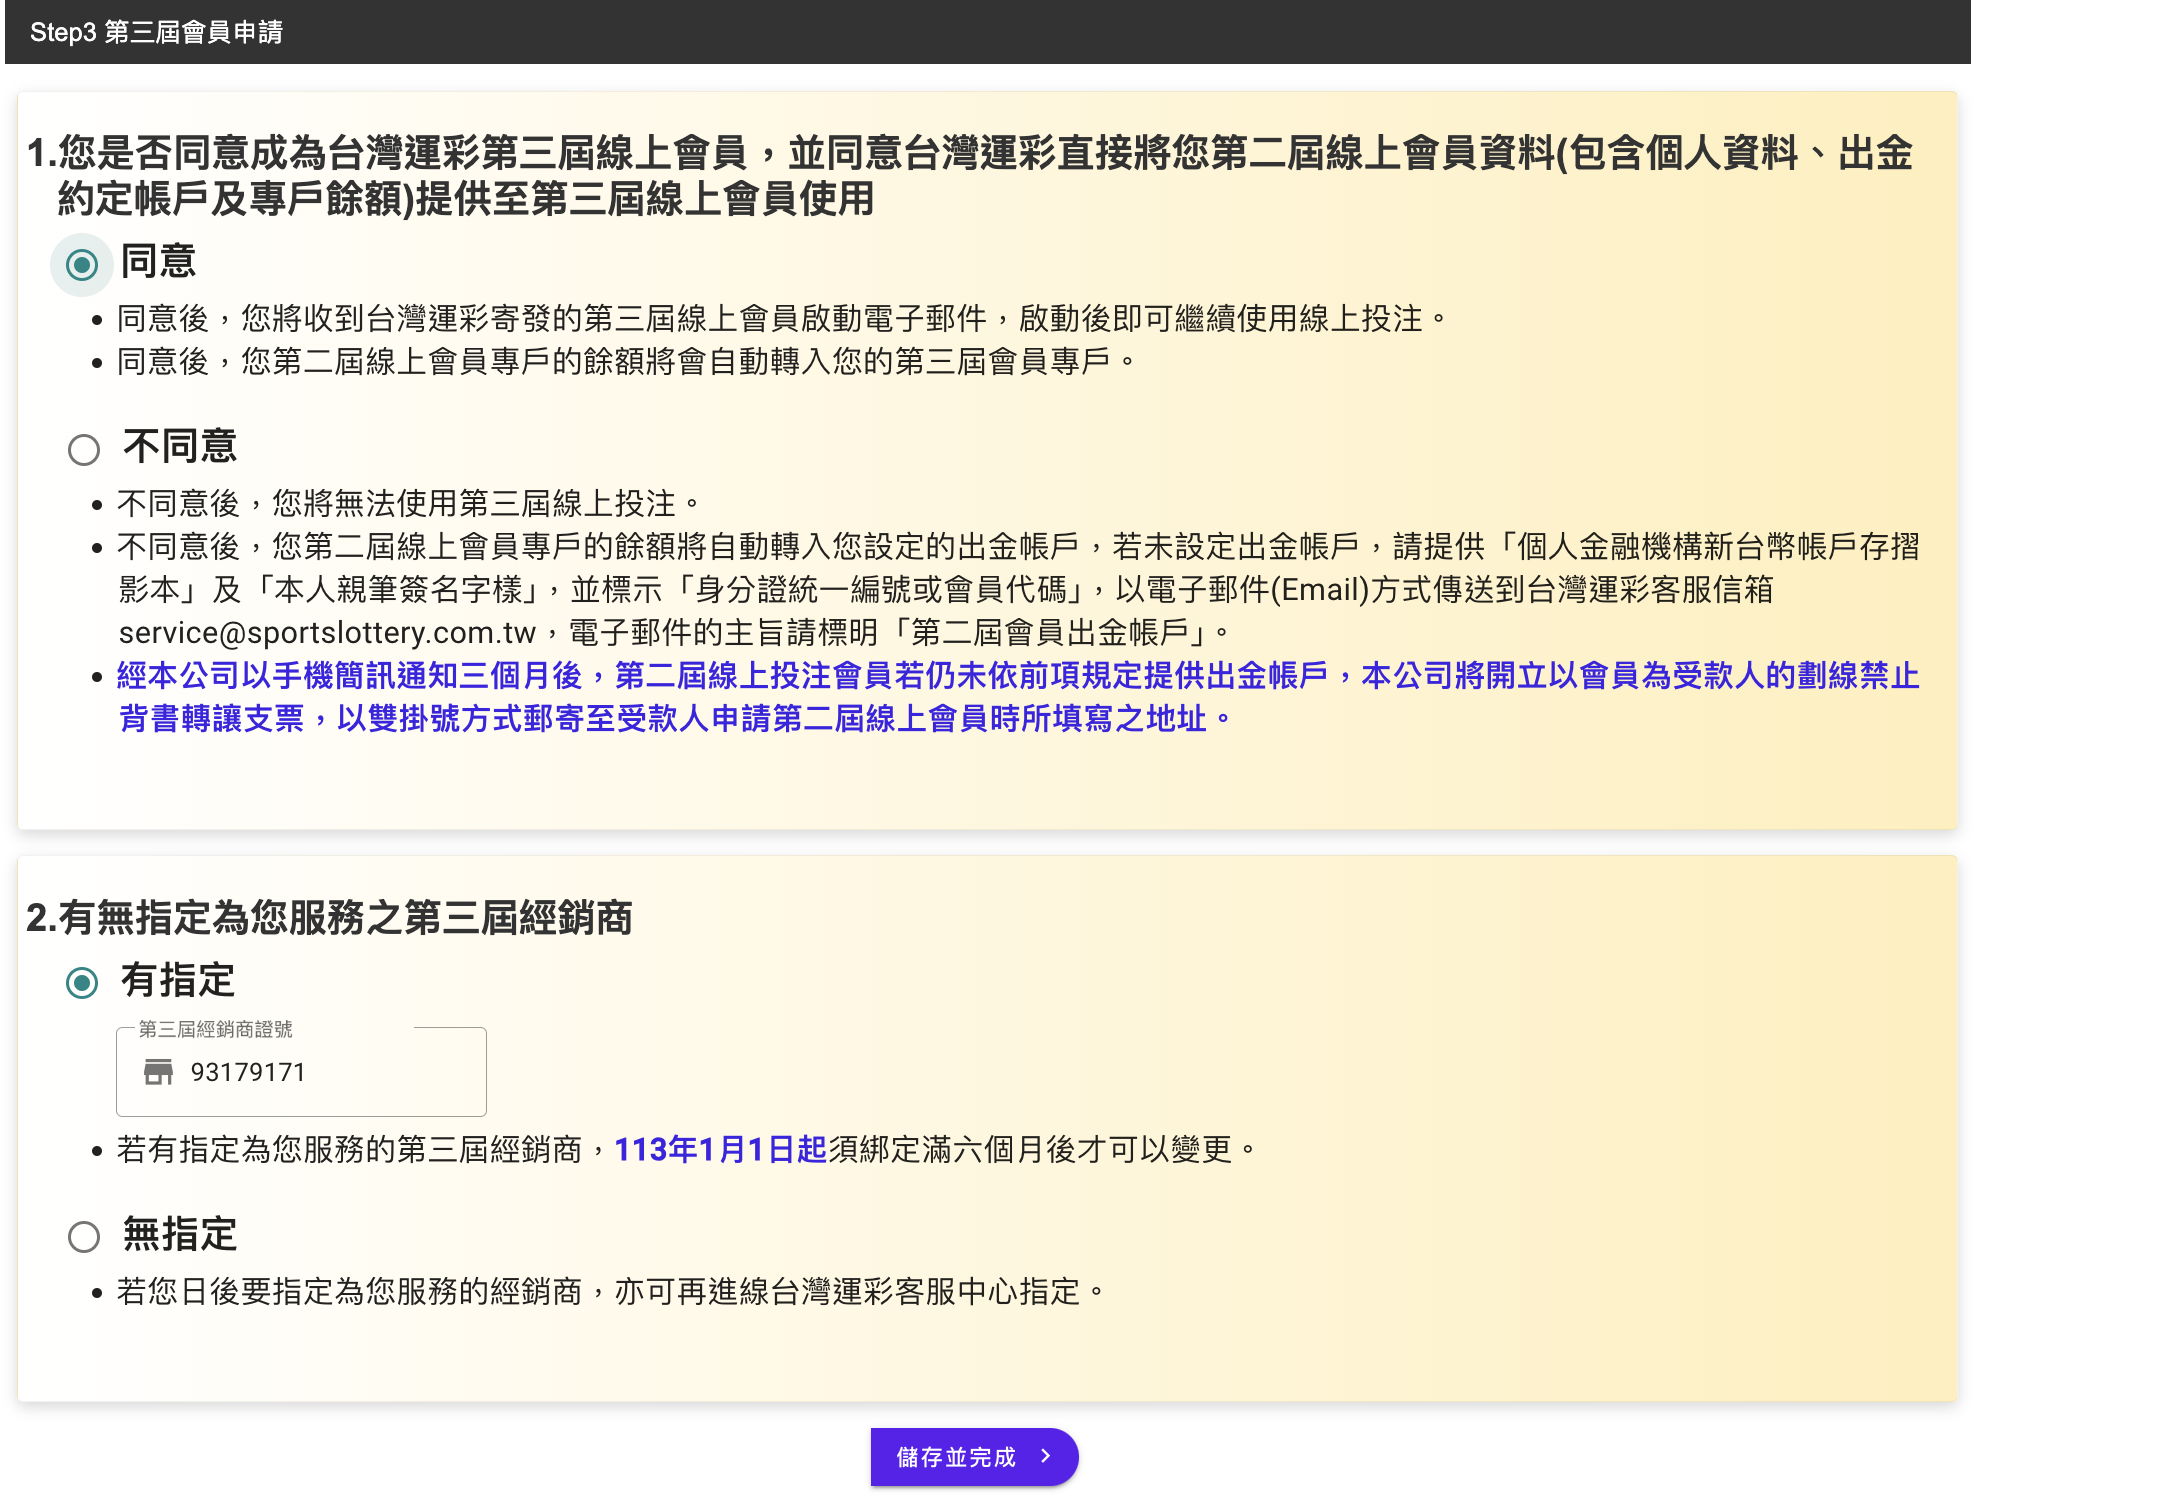 Step3 第三屆會員申請
1.您是否同意成為台灣運彩第三屆線上會員，並同意台灣運彩直接將您第二屆線上會員資料(包含個人資料、出金
約定帳戶及專戶餘額)提供至第三屆線上會員使用
同意
• 同意後，您將收到台灣運彩寄發的第三屆線上會員啟動電子郵件，啟動後即可繼續使用線上投注。
• 同意後，您第二屆線上會員專戶的餘額將會自動轉入您的第三屆會員專戶。
不同意
• 不同意後，您將無法使用第三屆線上投注。
• 不同意後，您第二屆線上會員專戶的餘額將自動轉入您設定的出金帳戶，若未設定出金帳戶，請提供「個人金融機構新台幣帳戶存摺
影本」及「本人親筆簽名字樣」，並標示「身分證統一編號或會員代碼」，以電子郵件(Email)方式傳送到台灣運彩客服信箱
service@sportslottery.com.tw，電子郵件的主旨請標明「第二屆會員出金帳戶」。
• 經本公司以手機簡訊通知三個月後，第二屆線上投注會員若仍未依前項規定提供出金帳戶，本公司將開立以會員為受款人的劃線禁止
背書轉讓支票，以雙掛號方式郵寄至受款人申請第二屆線上會員時所填寫之地址。
2.有無指定為您服務之第三屆經銷商
有指定
第三屆經銷商證號
93179171
• 若有指定為您服務的第三屆經銷商，113年1月1日起須綁定滿六個月後才可以變更。
無指定
• 若您日後要指定為您服務的經銷商，亦可再進線台灣運彩客服中心指定。
儲存並完成